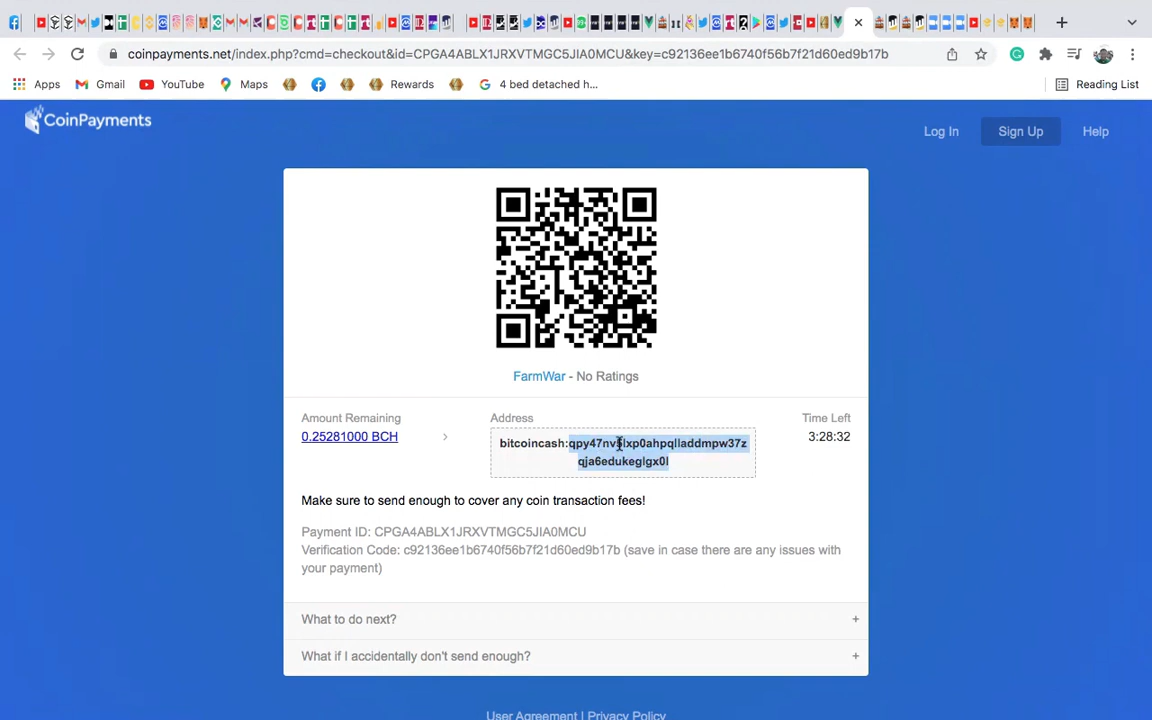 coinpayments.net/index.php?cmd=checkout&id=CPGA4ABLX1JRXVTMGC5JIA0MCU&key=c92136ee1b6740f56b7f21d60ed9b17b
Apps Gmail YouTube Maps Rewards 4 bed detached h... Reading List
CoinPayments
Log In Sign Up Help
FarmWar - No Ratings
Amount Remaining Address Time Left
0.25281000 BCH 3:28:32
bitcoincash:
Make sure to send enough to cover any coin transaction fees!
Payment ID: CPGA4ABLX1JRXVTMGC5JIA0MCU
Verification Code: c92136ee1b6740f56b7f21d60ed9b17b (save in case there are any issues with
your payment)
What to do next? +
What if I accidentally don't send enough? +
User Agreement | Privacy Policy